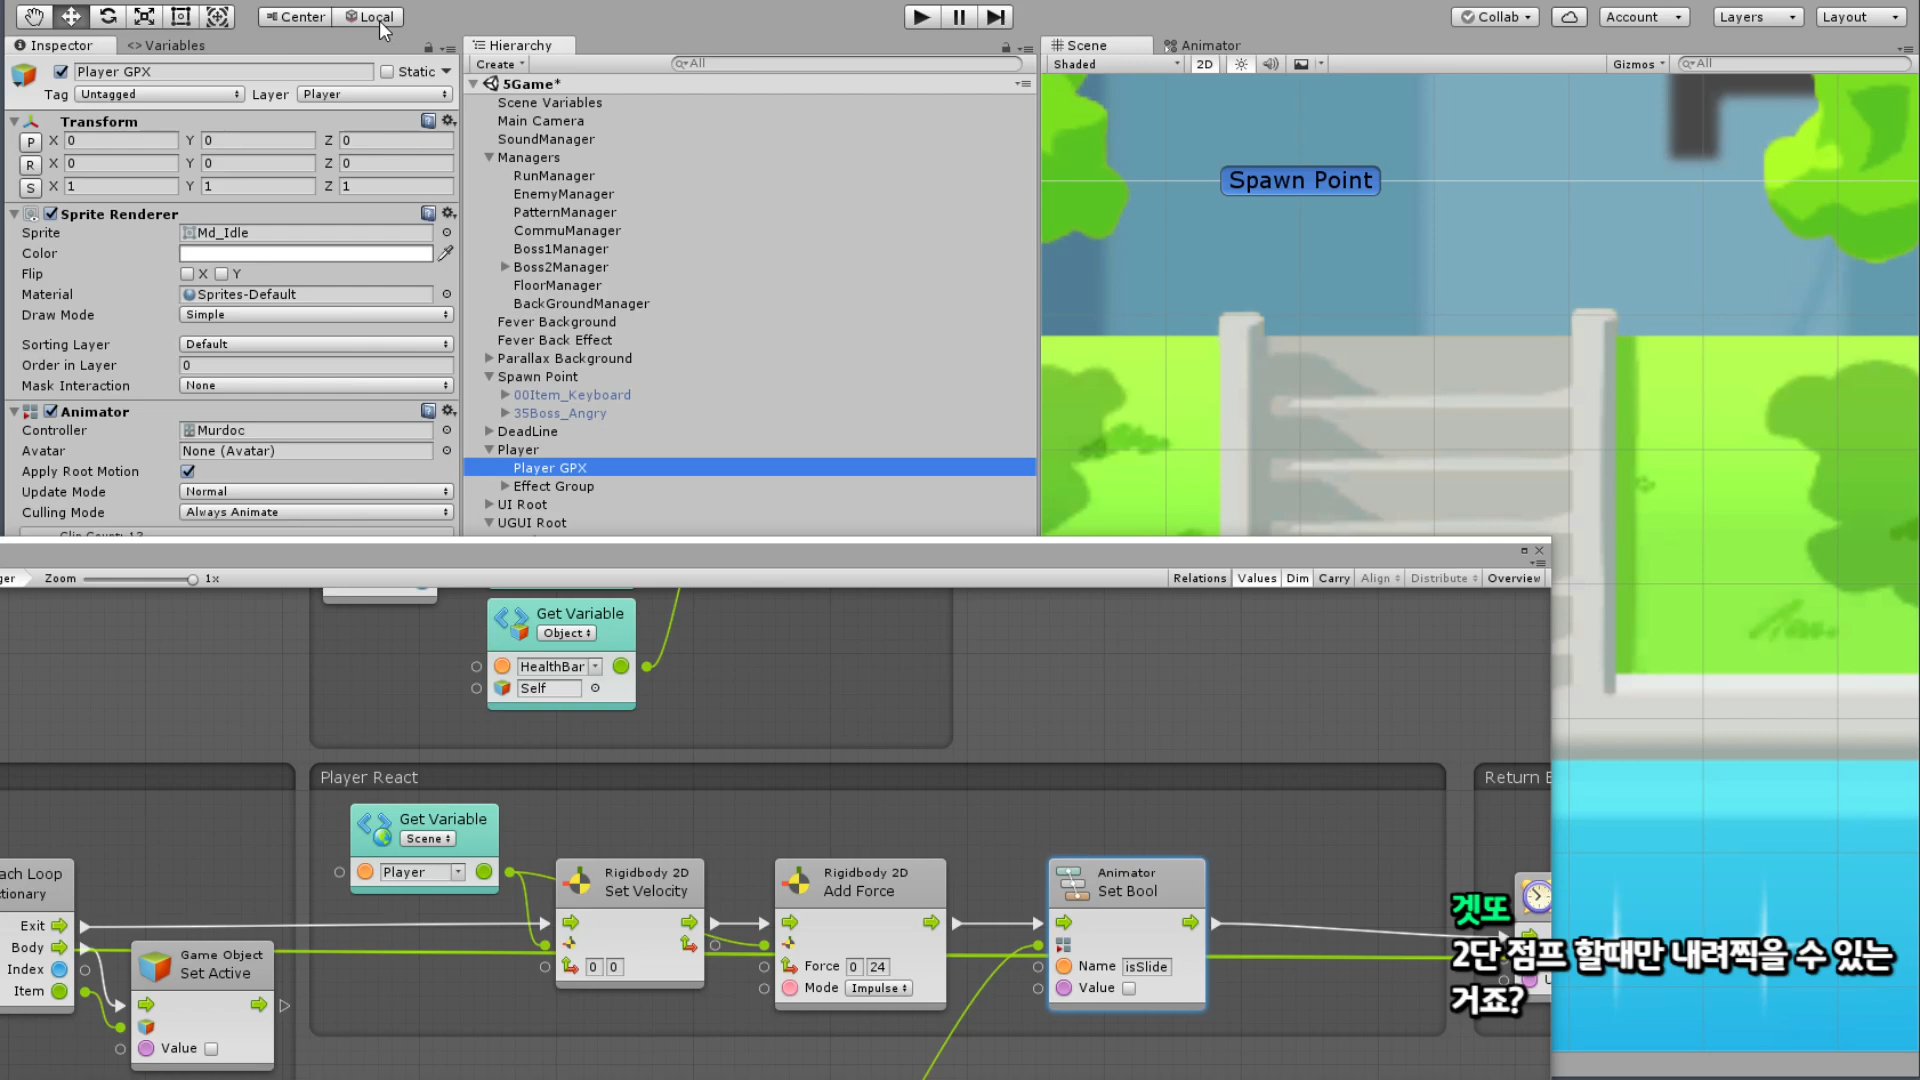 Center
Local
Collab
Account
Layers
Layout
Inspector
<> Variables
Hierarchy
Scene
Animator
Player GPX
Static
Tag
Untagged
Layer
Player
Create
All
Shaded
2D
Gizmos
All
5Game*
Scene Variables
Main Camera
SoundManager
Managers
RunManager
EnemyManager
PatternManager
CommuManager
Boss1Manager
Boss2Manager
FloorManager
BackGroundManager
Fever Background
Fever Back Effect
Parallax Background
Spawn Point
00Item_Keyboard
35Boss_Angry
DeadLine
Player
Player GPX
Effect Group
UI Root
UGUI Root
Transform
P X 0 Y 0 Z 0
R X 0 Y 0 Z 0
S X 1 Y 1 Z 1
Sprite Renderer
Sprite
Md_Idle
Color
Flip
X
Y
Material
Sprites-Default
Draw Mode
Simple
Sorting Layer
Default
Order in Layer
0
Mask Interaction
None
Animator
Controller
Murdoc
Avatar
None (Avatar)
Apply Root Motion
Update Mode
Normal
Culling Mode
Always Animate
Spawn Point
ger
Zoom
1x
Relations
Values
Dim
Carry
Align
Distribute
Overview
Get Variable
Object
HealthBar
Self
Player React
Return
Get Variable
Scene
Player
ach Loop
ctionary
Exit
Body
Index
Item
Game Object
Set Active
Value
Rigidbody 2D
Set Velocity
0 0
Rigidbody 2D
Add Force
Force 0 24
Mode Impulse
Animator
Set Bool
Name isSlide
Value
겟또
2단 점프 할때만 내려찍을 수 있는
거죠?